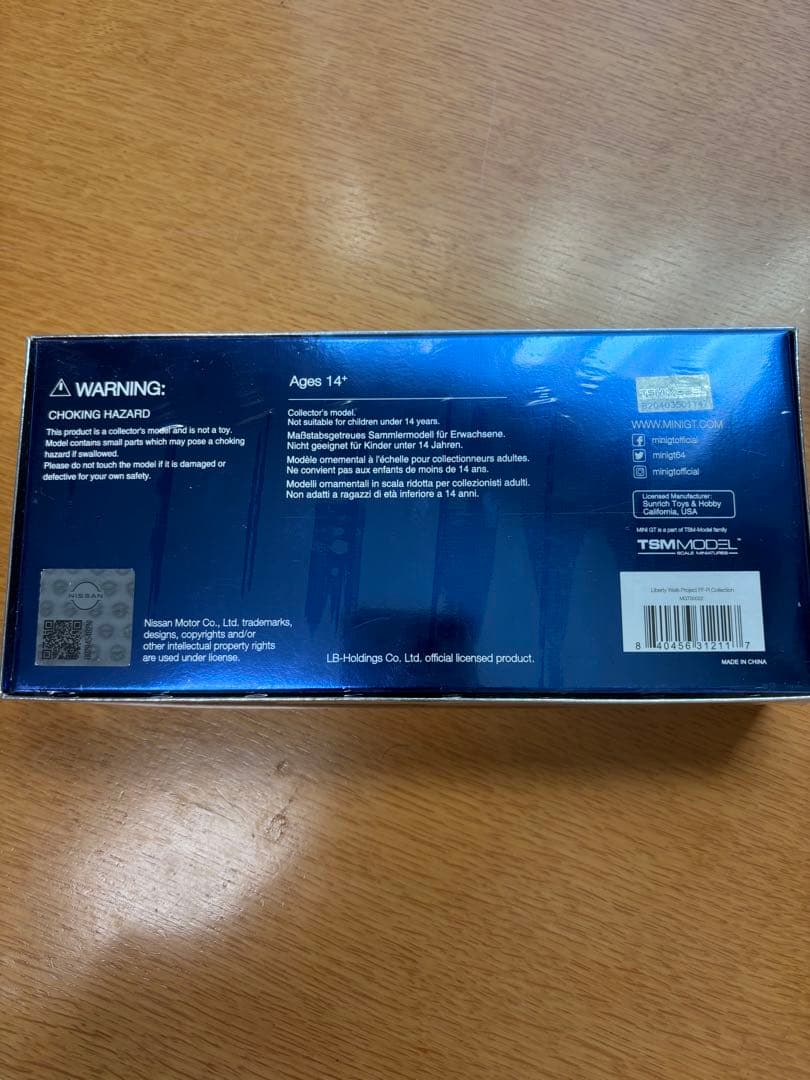 WARNING:
CHOKING HAZARD
This product is a collector's model and is not a toy.
Model contains small parts which may pose a choking
hazard if swallowed.
Please do not touch the model if it is damaged or
defective for your own safety.
Ages 14+
Collector's model.
Not suitable for children under 14 years.
Maßstabsgetreues Sammlermodell für Erwachsene.
Nicht geeignet für Kinder unter 14 Jahren.
Modèle ornemental à l'échelle pour collectionneurs adultes.
Ne convient pas aux enfants de moins de 14 ans.
Modelli ornamentali in scala ridotta per collezionisti adulti.
Non adatti a ragazzi di età inferiore a 14 anni.
WWW.MINIGT.COM
minigtofficial
minigt64
minigtofficial
Licensed Manufacturer:
Sunrich Toys & Hobby
California, USA
MINI GT is a part of TSM-Model family
TSMMODEL™
SCALE MINIATURES
NISSAN
Nissan Motor Co., Ltd. trademarks,
designs, copyrights and/or
other intellectual property rights
are used under license.
LB-Holdings Co. Ltd, official licensed product.
Liberty Walk Project Collection
8 40456 31211 7
MADE IN CHINA